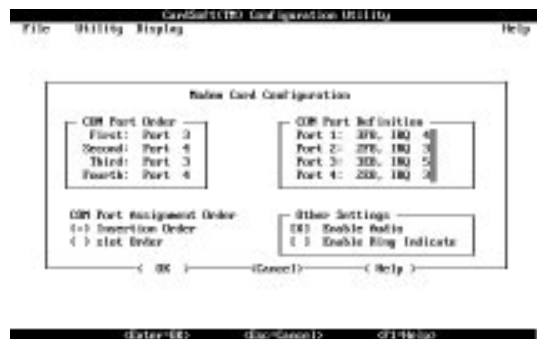 CardSoft(TM) Configuration Utility
File Utility Display Help
Modem Card Configuration
COM Port Order
First: Port 3
Second: Port 4
Third: Port 3
Fourth: Port 4
COM Port Definition
Port 1: 3F8, IRQ 4
Port 2: 2F8, IRQ 3
Port 3: 3E8, IRQ 5
Port 4: 2E8, IRQ 3
COM Port Assignment Order
(•) Insertion Order
( ) slot Order
Other Settings
[X] Enable Audio
[ ] Enable Ring Indicate
< OK > <Cancel> < Help >
<Enter=OK> <Esc=Cancel> <F1=Help>